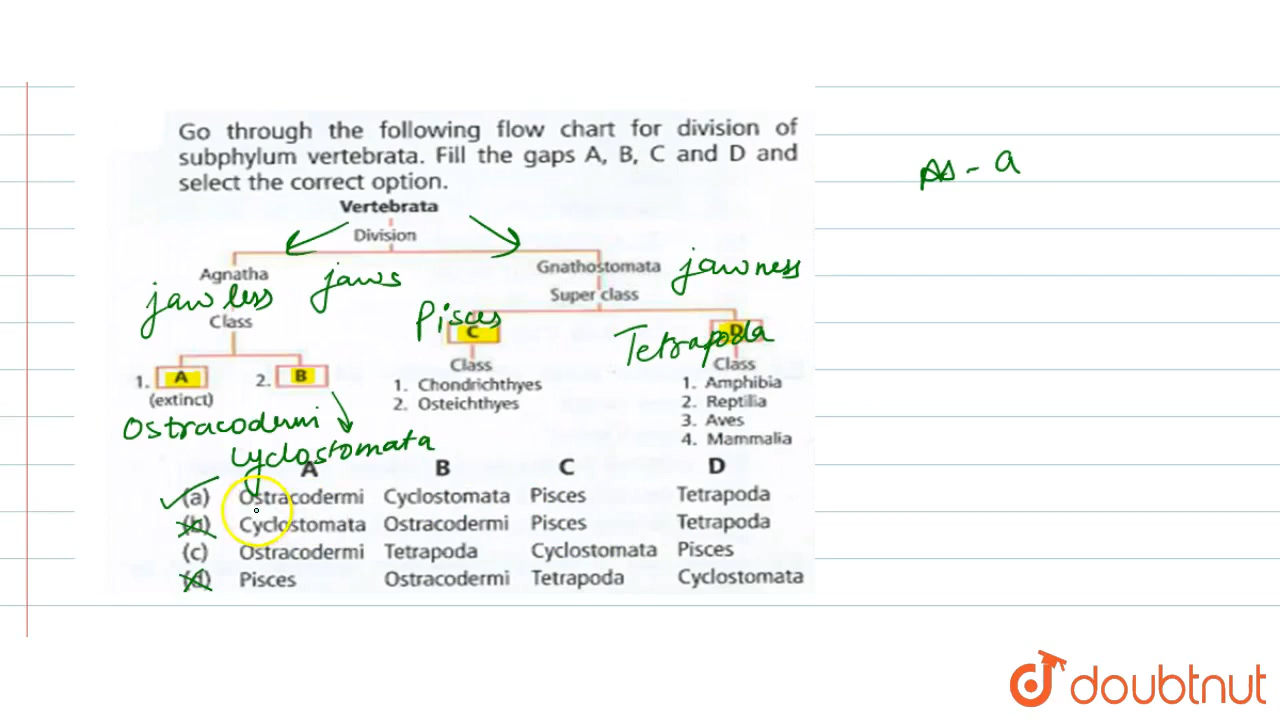 Go through the following flow chart for division of
subphylum vertebrata. Fill the gaps A, B, C and D and
select the correct option.
As - a
Vertebrata
Division
Agnatha
jaws
Gnathostomata
jawness
jaw less
Super class
Class
Pisces
C
Tetrapoda
D
1. A
2. B
Class
Class
(extinct)
1. Chondrichthyes
1. Amphibia
2. Osteichthyes
2. Reptilia
Ostracodermi
3. Aves
Cyclostomata
4. Mammalia
A B C D
(a) Ostracodermi Cyclostomata Pisces Tetrapoda
(b) Cyclostomata Ostracodermi Pisces Tetrapoda
(c) Ostracodermi Tetrapoda Cyclostomata Pisces
(d) Pisces Ostracodermi Tetrapoda Cyclostomata
doubtnut